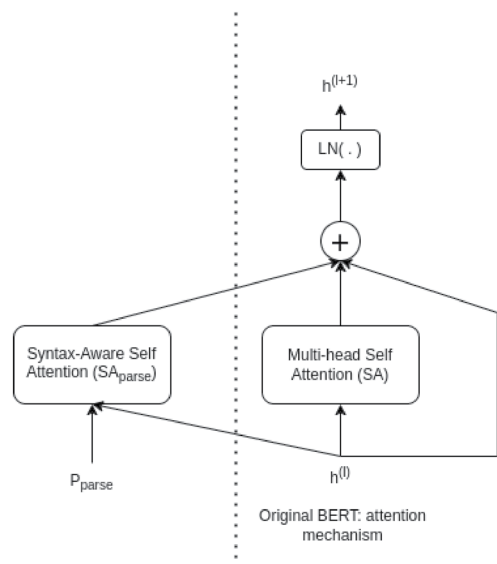 h(l+1)
LN( . )
+
Syntax-Aware Self
Attention (SAparse)
Multi-head Self
Attention (SA)
Pparse
h(l)
Original BERT: attention
mechanism